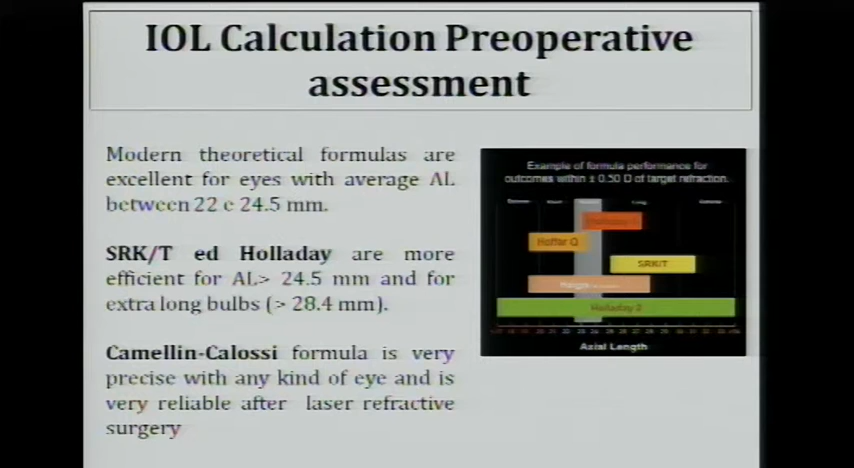 IOL Calculation Preoperative
assessment
Modern theoretical formulas are
excellent for eyes with average AL
between 22 e 24.5 mm.
SRK/T ed Holladay are more
efficient for AL> 24.5 mm and for
extra long bulbs (> 28.4 mm).
Camellin-Calossi formula is very
precise with any kind of eye and is
very reliable after laser refractive
surgery
Example of formula performance for
outcomes within ± 0.50 D of target refraction.
Hoffer Q
SRK/T
Holladay 2
Axial Length